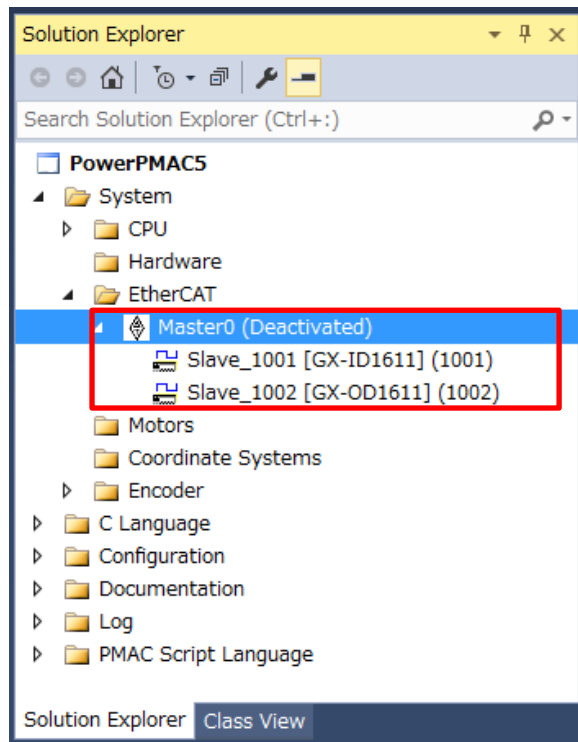 Solution Explorer
Search Solution Explorer (Ctrl+:)
PowerPMAC5
System
CPU
Hardware
EtherCAT
Master0 (Deactivated)
Slave_1001 [GX-ID1611] (1001)
Slave_1002 [GX-OD1611] (1002)
Motors
Coordinate Systems
Encoder
C Language
Configuration
Documentation
Log
PMAC Script Language
Solution Explorer Class View